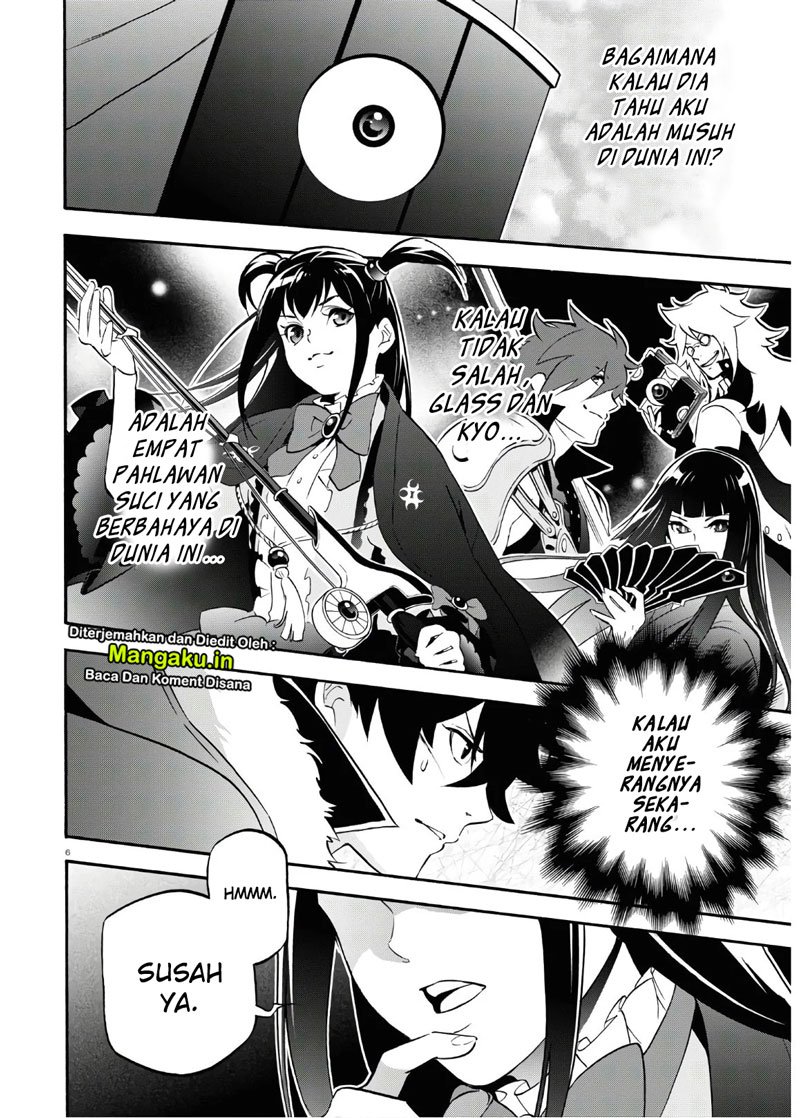 BAGAIMANA
KALAU DIA
TAHU AKU
ADALAH MUSUH
DI DUNIA INI?
KALAU
TIDAK
SALAH,
GLASS DAN
KYO...
ADALAH
EMPAT
PAHLAWAN
SUCI YANG
BERBAHAYA DI
DUNIA INI...
Diterjemahkan dan Diedit Oleh :
Mangaku.in
Baca Dan Koment Disana
KALAU
AKU
MENYE-
RANGNYA
SEKA-
RANG...
6
HMMM.
SUSAH
YA.